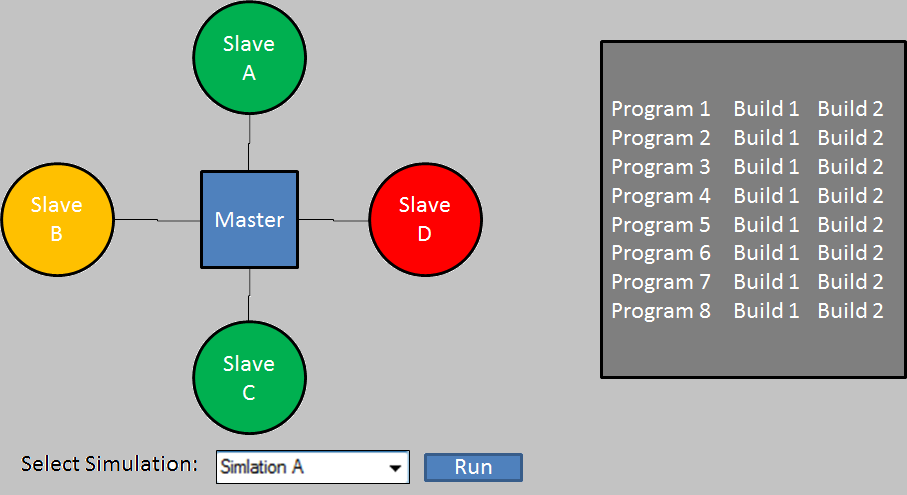 Slave
A
Slave
B
Master
Slave
D
Slave
C
Program 1 Build 1 Build 2
Program 2 Build 1 Build 2
Program 3 Build 1 Build 2
Program 4 Build 1 Build 2
Program 5 Build 1 Build 2
Program 6 Build 1 Build 2
Program 7 Build 1 Build 2
Program 8 Build 1 Build 2
Select Simulation: Simlation A Run